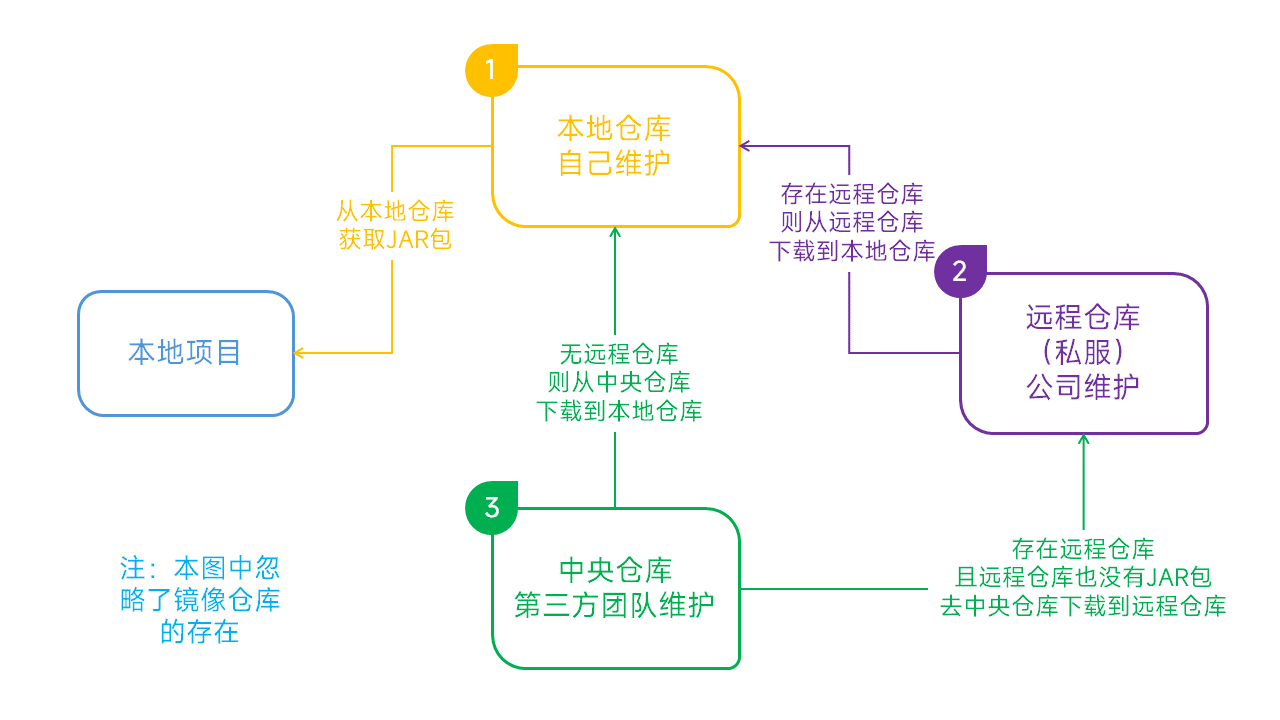 1
本地仓库
自己维护
从本地仓库
获取JAR包
存在远程仓库
则从远程仓库
下载到本地仓库
2
远程仓库
（私服）
公司维护
本地项目
无远程仓库
则从中央仓库
下载到本地仓库
3
中央仓库
第三方团队维护
存在远程仓库
且远程仓库也没有JAR包
去中央仓库下载到远程仓库
注：本图中忽
略了镜像仓库
的存在